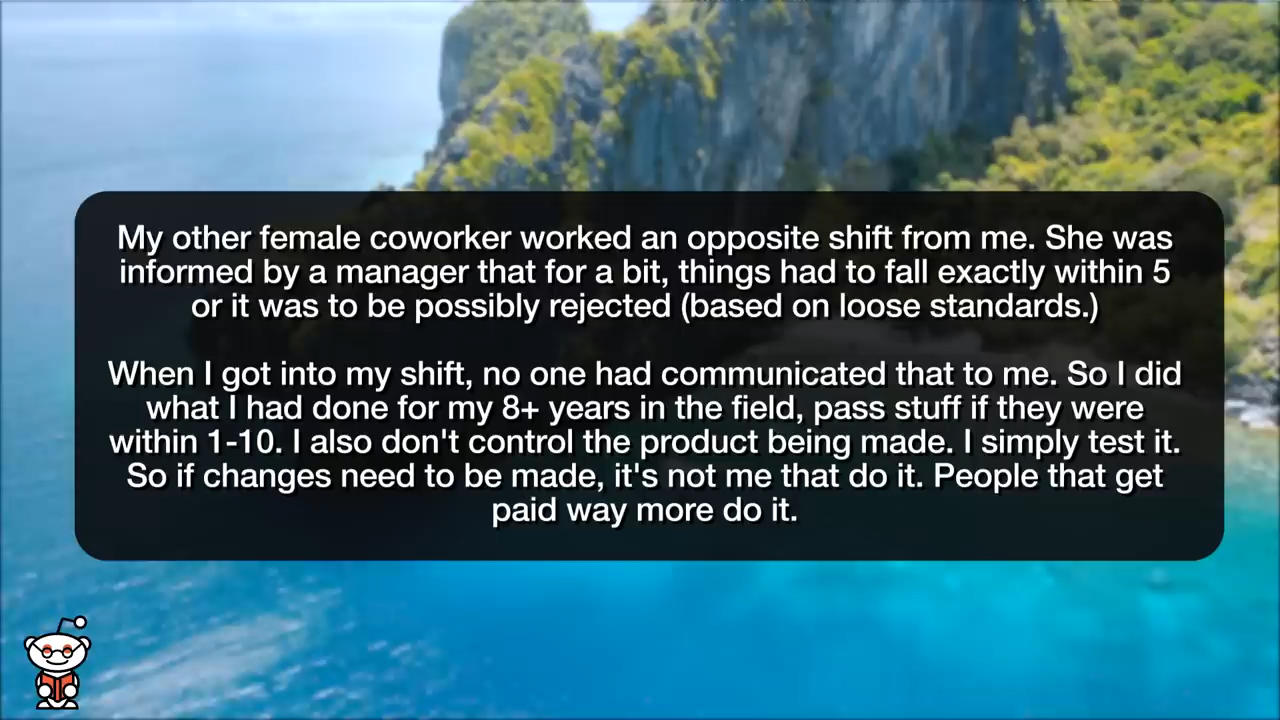 My other female coworker worked an opposite shift from me. She was
informed by a manager that for a bit, things had to fall exactly within 5
or it was to be possibly rejected (based on loose standards.)
When I got into my shift, no one had communicated that to me. So I did
what I had done for my 8+ years in the field, pass stuff if they were
within 1-10. I also don't control the product being made. I simply test it.
So if changes need to be made, it's not me that do it. People that get
paid way more do it.